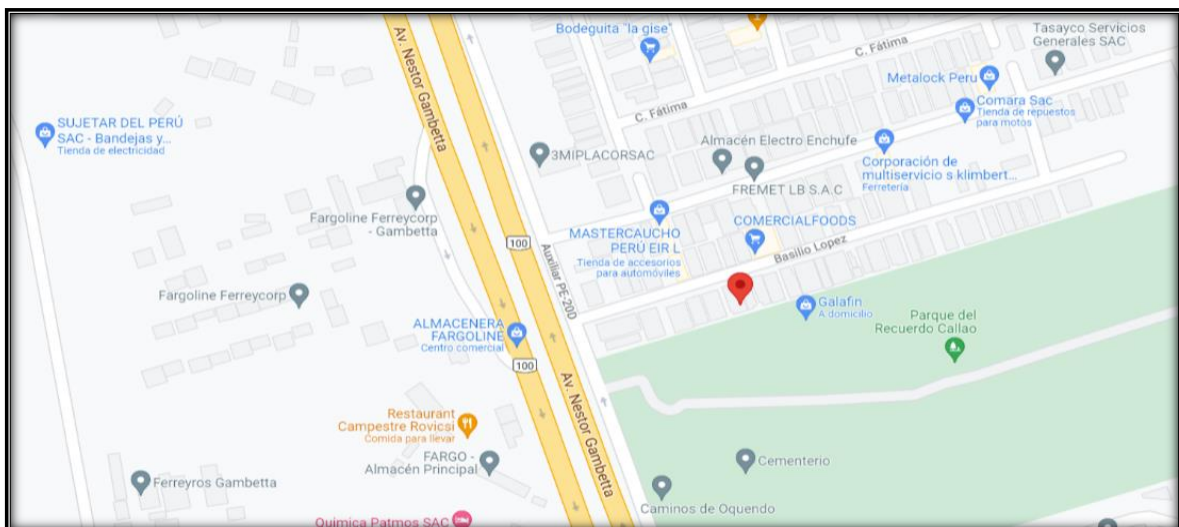 Bodeguita "la gise"
Tasayco Servicios
Generales SAC
C. Fátima
Metalock Peru
Av. Nestor Gambetta
Comara Sac
Tienda de repuestos
para motos
C. Fátima
SUJETAR DEL PERÚ
SAC - Bandejas y...
Tienda de electricidad
3MIPLACORSAC
Almacén Electro Enchufe
Corporación de
multiservicio s klimbert...
Ferretería
FREMET LB S.A.C
Fargoline Ferreycorp
- Gambetta
MASTERCAUCHO
PERÚ EIR L
Tienda de accesorios
para automóviles
COMERCIALFOODS
100
Auxiliar PE-20D
Basilio Lopez
Fargoline Ferreycorp
Galafin
A domicilio
Parque del
Recuerdo Callao
ALMACENERA
FARGOLINE
Centro comercial
100
Av. Nestor Gambetta
Restaurant
Campestre Rovicsi
Comida para llevar
FARGO -
Almacén Principal
Cementerio
Ferreyros Gambetta
Caminos de Oquendo
Quimica Patmos SAC